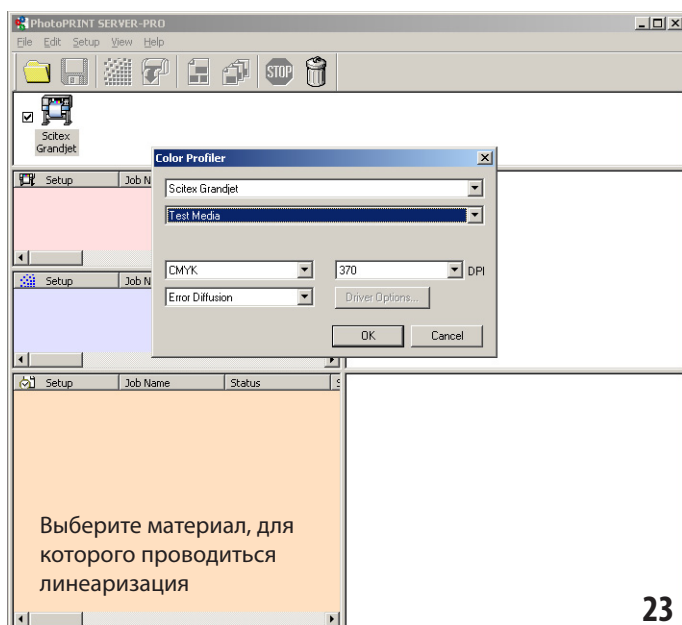 PhotoPRINT SERVER-PRO
File Edit Setup View Help
STOP
Scitex
Grandjet
Color Profiler
Setup Job N
Scitex Grandjet
Test Media
CMYK 370 DPI
Setup Job N
Error Diffusion Driver Options...
OK Cancel
Setup Job Name Status S
Выберите материал, для
которого проводиться
линеаризация
23